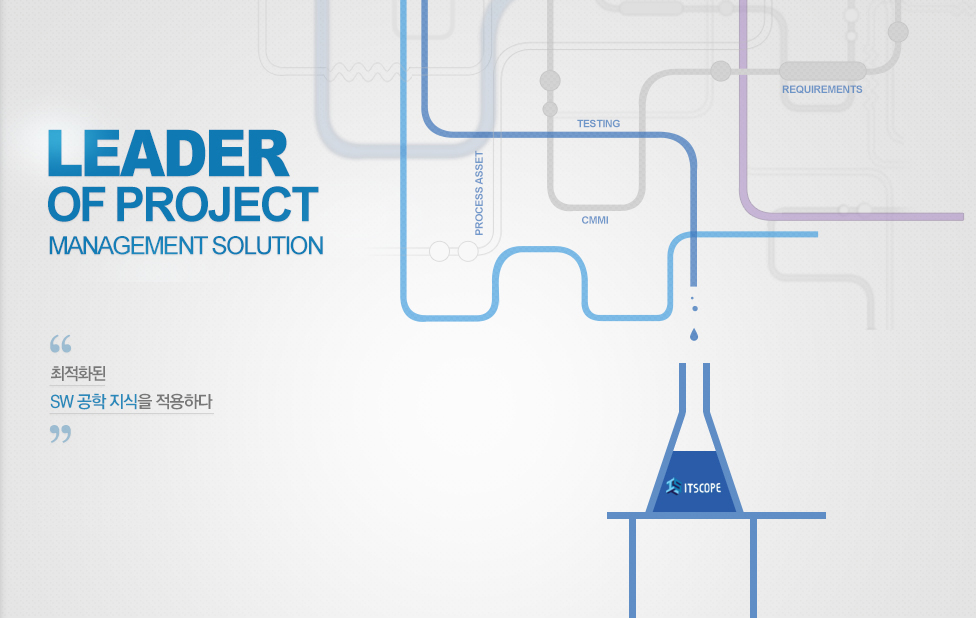 LEADER
OF PROJECT
MANAGEMENT SOLUTION
“
최적화된
SW 공학 지식을 적용하다
”
REQUIREMENTS
TESTING
PROCESS ASSET
CMMI
ITSCOPE